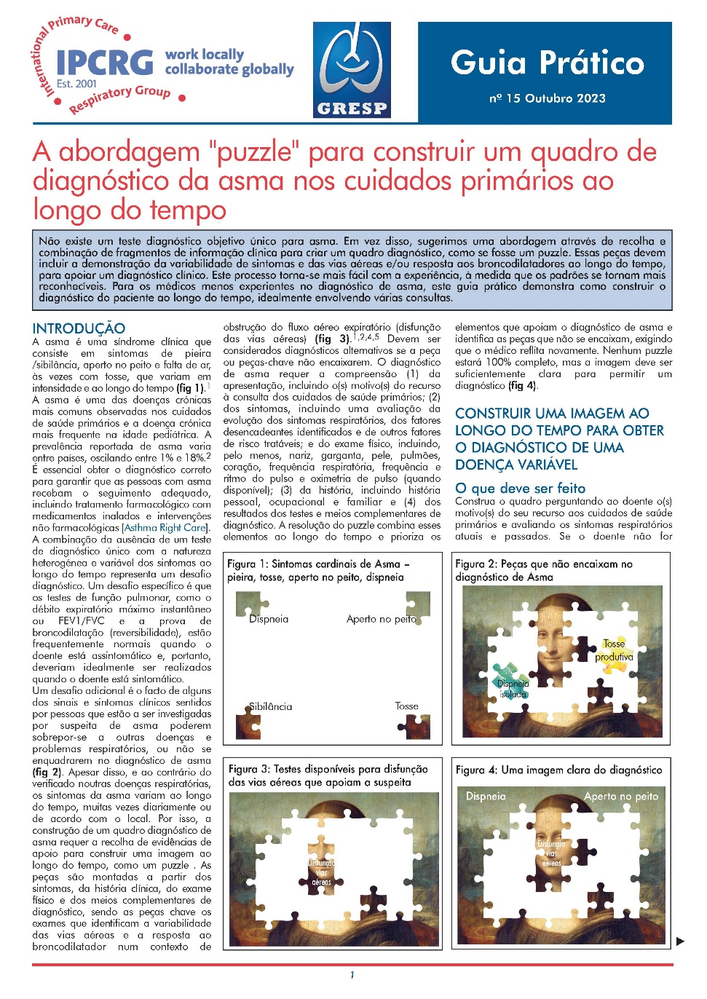 International Primary Care
IPCRG
Est. 2001
Respiratory Group
work locally
collaborate globally
GRESP
Guia Prático
nº 15 Outubro 2023
A abordagem "puzzle" para construir um quadro de
diagnóstico da asma nos cuidados primários ao
longo do tempo
Não existe um teste diagnóstico objetivo único para asma. Em vez disso, sugerimos uma abordagem através de recolha e
combinação de fragmentos de informação clínica para criar um quadro diagnóstico, como se fosse um puzzle. Essas peças devem
incluir a demonstração da variabilidade de sintomas e das vias aéreas e/ou resposta aos broncodilatadores ao longo do tempo,
para apoiar um diagnóstico clínico. Este processo torna-se mais fácil com a experiência, à medida que os padrões se tornam mais
reconhecíveis. Para os médicos menos experientes no diagnóstico de asma, este guia prático demonstra como construir o
diagnóstico do paciente ao longo do tempo, idealmente envolvendo várias consultas.
INTRODUÇÃO
A asma é uma síndrome clínica que
consiste em sintomas de pieira
/sibilância, aperto no peito e falta de ar,
às vezes com tosse, que variam em
intensidade e ao longo do tempo (fig 1).1
A asma é uma das doenças crónicas
mais comuns observadas nos cuidados
de saúde primários e a doença crónica
mais frequente na idade pediátrica. A
prevalência reportada de asma varia
entre países, oscilando entre 1% e 18%.2
É essencial obter o diagnóstico correto
para garantir que as pessoas com asma
recebam o seguimento adequado,
incluindo tratamento farmacológico com
medicamentos inalados e intervenções
não farmacológicas [Asthma Right Care].
A combinação da ausência de um teste
de diagnóstico único com a natureza
heterogénea e variável dos sintomas ao
longo do tempo representa um desafio
diagnóstico. Um desafio específico é que
os testes de função pulmonar, como o
débito expiratório máximo instantâneo
ou FEV1/FVC e a prova de
broncodilatação (reversibilidade), estão
frequentemente normais quando o
doente está assintomático e, portanto,
deveriam idealmente ser realizados
quando o doente está sintomático.
Um desafio adicional é o facto de alguns
dos sinais e sintomas clínicos sentidos
por pessoas que estão a ser investigadas
por suspeita de asma poderem
sobrepor-se a outras doenças e
problemas respiratórios, ou não se
enquadrarem no diagnóstico de asma
(fig 2). Apesar disso, e ao contrário do
verificado noutras doenças respiratórias,
os sintomas da asma variam ao longo
do tempo, muitas vezes diariamente ou
de acordo com o local. Por isso, a
construção de um quadro diagnóstico de
asma requer a recolha de evidências de
apoio para construir uma imagem ao
longo do tempo, como um puzzle . As
peças são montadas a partir dos
sintomas, da história clínica, do exame
físico e dos meios complementares de
diagnóstico, sendo as peças chave os
exames que identificam a variabilidade
das vias aéreas e a resposta ao
broncodilatador num contexto de
obstrução do fluxo aéreo expiratório (disfunção
das vias aéreas) (fig 3).1,2,4,5 Devem ser
considerados diagnósticos alternativos se a peça
ou peças-chave não encaixarem. O diagnóstico
de asma requer a compreensão (1) da
apresentação, incluindo o(s) motivo(s) do recurso
à consulta dos cuidados de saúde primários; (2)
dos sintomas, incluindo uma avaliação da
evolução dos sintomas respiratórios, dos fatores
desencadeantes identificados e de outros fatores
de risco tratáveis; e do exame físico, incluindo,
pelo menos, nariz, garganta, pele, pulmões,
coração, frequência respiratória, frequência e
ritmo do pulso e oximetria de pulso (quando
disponível); (3) da história, incluindo história
pessoal, ocupacional e familiar e (4) dos
resultados dos testes e meios complementares de
diagnóstico. A resolução do puzzle combina esses
elementos ao longo do tempo e prioriza os
elementos que apoiam o diagnóstico de asma e
identifica as peças que não se encaixam, exigindo
que o médico reflita novamente. Nenhum puzzle
estará 100% completo, mas a imagem deve ser
suficientemente clara para permitir um
diagnóstico (fig 4).
CONSTRUIR UMA IMAGEM AO
LONGO DO TEMPO PARA OBTER
O DIAGNÓSTICO DE UMA
DOENÇA VARIÁVEL
O que deve ser feito
Construa o quadro perguntando ao doente o(s)
motivo(s) do seu recurso aos cuidados de saúde
primários e avaliando os sintomas respiratórios
atuais e passados. Se o doente não for
Figura 1: Sintomas cardinais de Asma –
pieira, tosse, aperto no peito, dispneia
Dispneia
Aperto no peito
Sibilância
Tosse
Figura 2: Peças que não encaixam no
diagnóstico de Asma
Tosse
produtiva
Dispneia
isolada
Figura 3: Testes disponíveis para disfunção
das vias aéreas que apoiam a suspeita
Disfunção
vias
aéreas
Figura 4: Uma imagem clara do diagnóstico
Dispneia
Aperto no peito
Disfunção
vias
aéreas
1